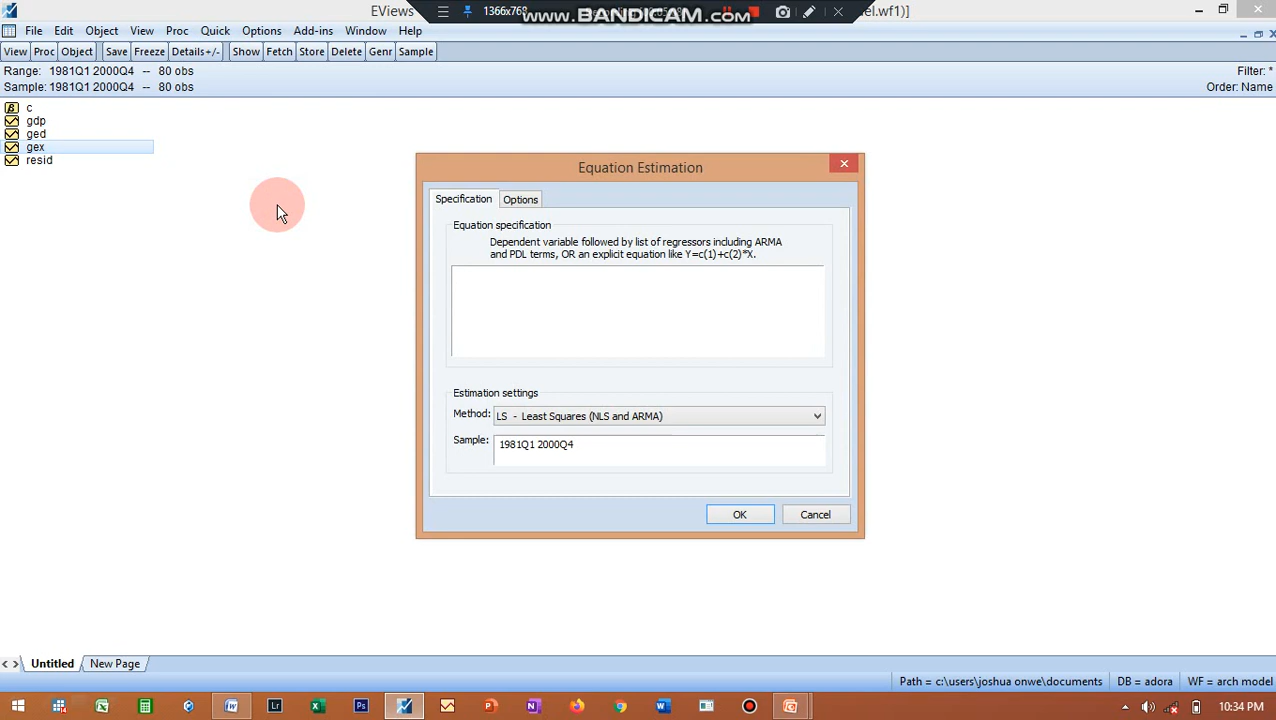 EViews
1366x768
www.BANDICAM.com
el.wf1)]
File Edit Object View Proc Quick Options Add-ins Window Help
View Proc Object Save Freeze Details+/- Show Fetch Store Delete Genr Sample
Range: 1981Q1 2000Q4 -- 80 obs
Filter: *
Sample: 1981Q1 2000Q4 -- 80 obs
Order: Name
c
gdp
ged
gex
resid
Equation Estimation
Specification Options
Equation specification
Dependent variable followed by list of regressors including ARMA
and PDL terms, OR an explicit equation like Y=c(1)+c(2)*X.
Estimation settings
Method: LS - Least Squares (NLS and ARMA)
Sample: 1981Q1 2000Q4
OK Cancel
Untitled New Page
Path = c:\users\joshua onwe\documents DB = adora WF = arch model
10:34 PM